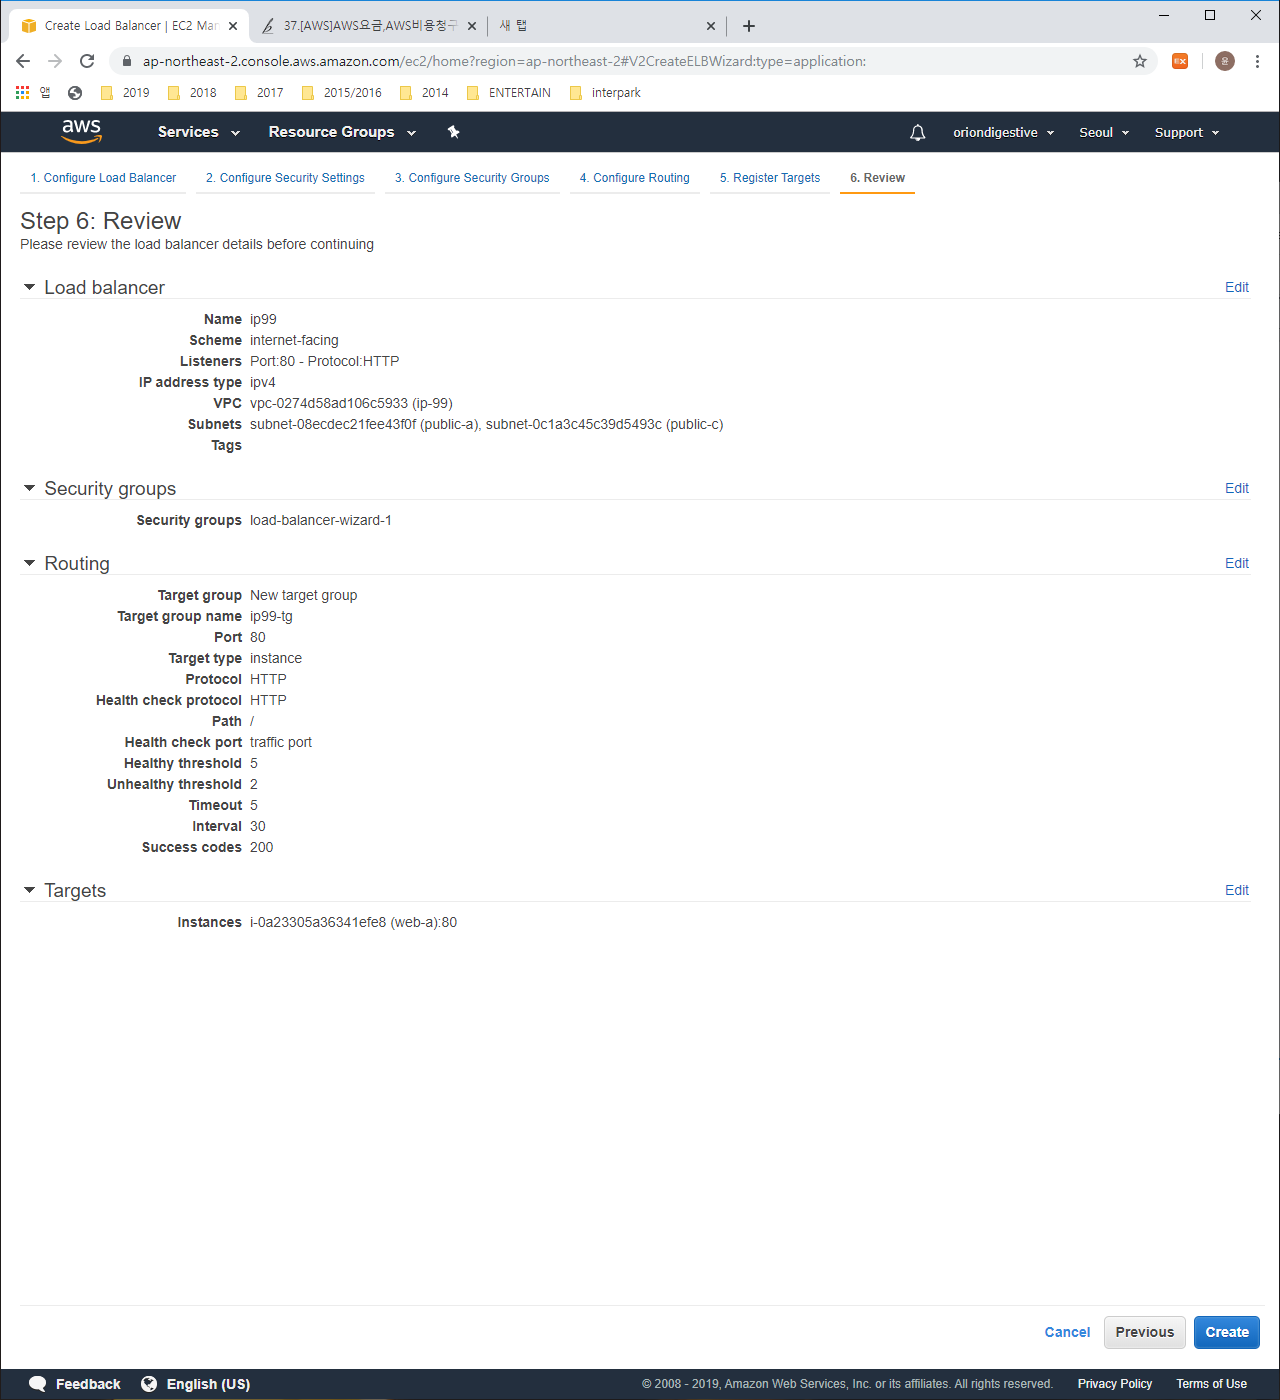 Create Load Balancer | EC2 Man
37.[AWS]AWS요금,AWS비용청구
새 탭
ap-northeast-2.console.aws.amazon.com/ec2/home?region=ap-northeast-2#V2CreateELBWizard:type=application:
윤
앱 2019 2018 2017 2015/2016 2014 ENTERTAIN interpark
aws Services Resource Groups oriondigestive Seoul Support
1. Configure Load Balancer 2. Configure Security Settings 3. Configure Security Groups 4. Configure Routing 5. Register Targets 6. Review
Step 6: Review
Please review the load balancer details before continuing
Load balancer Edit
Name ip99
Scheme internet-facing
Listeners Port:80 - Protocol:HTTP
IP address type ipv4
VPC vpc-0274d58ad106c5933 (ip-99)
Subnets subnet-08ecdec21fee43f0f (public-a), subnet-0c1a3c45c39d5493c (public-c)
Tags
Security groups Edit
Security groups load-balancer-wizard-1
Routing Edit
Target group New target group
Target group name ip99-tg
Port 80
Target type instance
Protocol HTTP
Health check protocol HTTP
Path /
Health check port traffic port
Healthy threshold 5
Unhealthy threshold 2
Timeout 5
Interval 30
Success codes 200
Targets Edit
Instances i-0a23305a36341efe8 (web-a):80
Cancel Previous Create
Feedback English (US) © 2008 - 2019, Amazon Web Services, Inc. or its affiliates. All rights reserved. Privacy Policy Terms of Use